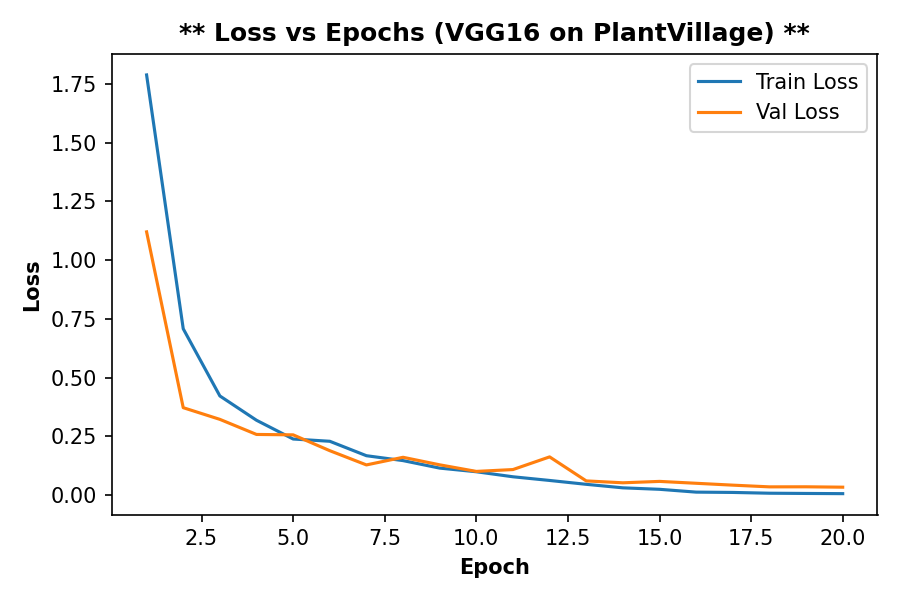 ** Loss vs Epochs (VGG16 on PlantVillage) **
Train Loss
Val Loss
1.75
1.50
1.25
1.00
0.75
0.50
0.25
0.00
Loss
2.5 5.0 7.5 10.0 12.5 15.0 17.5 20.0
Epoch